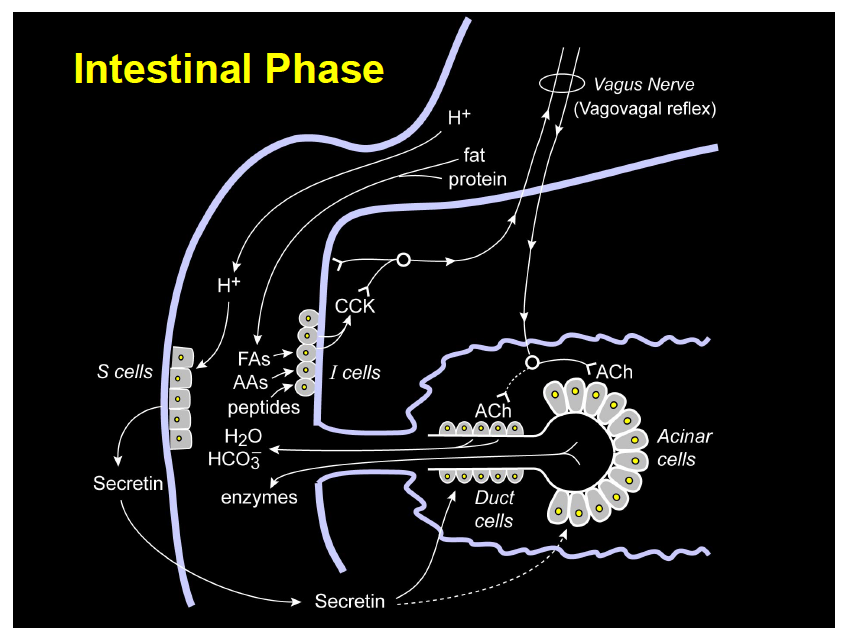 Intestinal Phase
Vagus Nerve
(Vagovagal reflex)
H+
fat
protein
H+
CCK
S cells
FAs
AAs
peptides
I cells
ACh
ACh
H2O
HCO3−
enzymes
Acinar
cells
Duct
cells
Secretin
Secretin